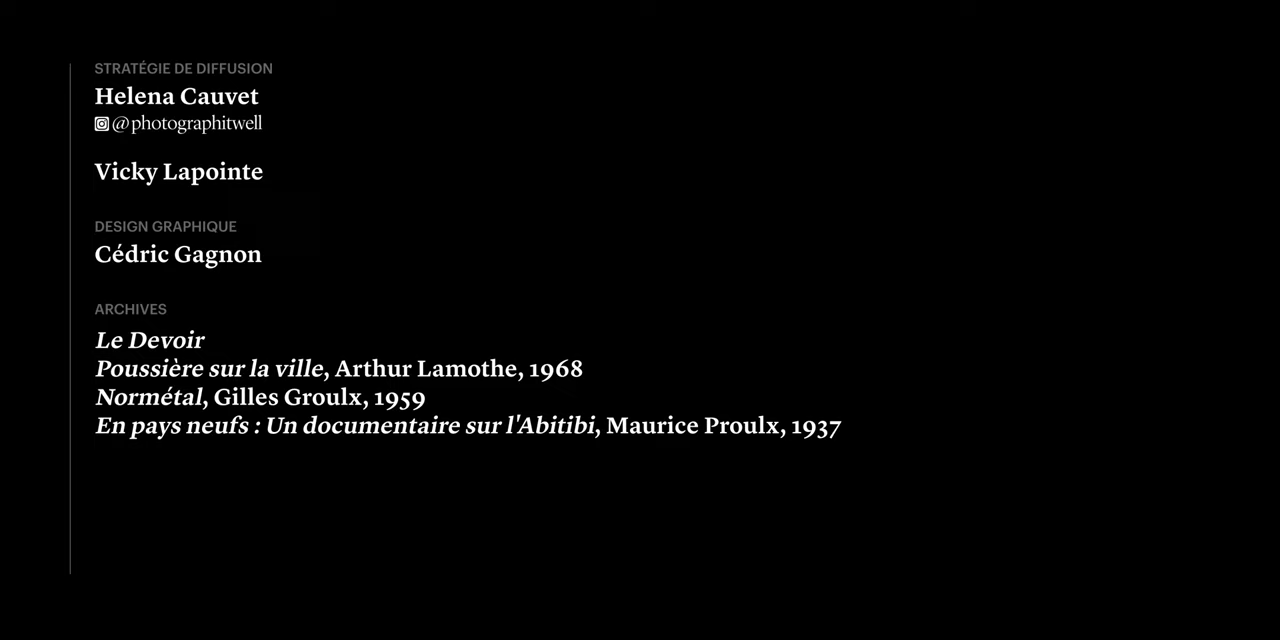 STRATÉGIE DE DIFFUSION
Helena Cauvet
@photographitwell
Vicky Lapointe
DESIGN GRAPHIQUE
Cédric Gagnon
ARCHIVES
Le Devoir
Poussière sur la ville, Arthur Lamothe, 1968
Normétal, Gilles Groulx, 1959
En pays neufs : Un documentaire sur l'Abitibi, Maurice Proulx, 1937